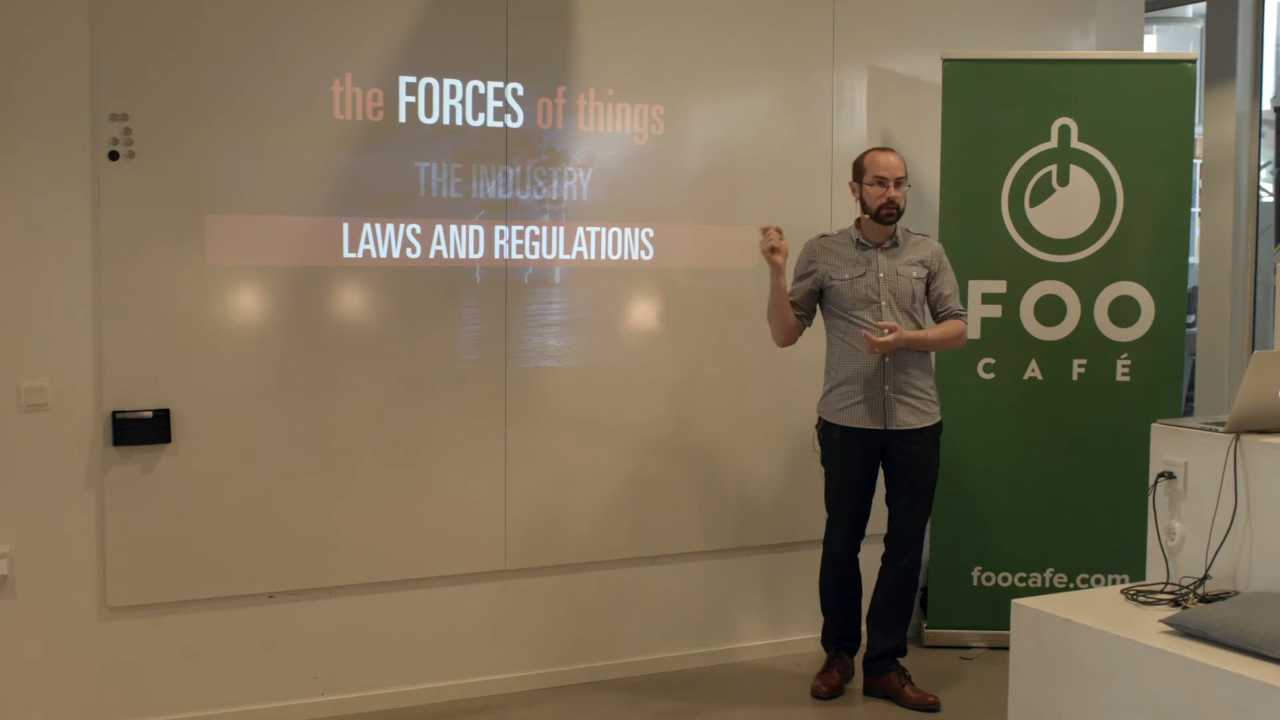 the FORCES of things
THE INDUSTRY
LAWS AND REGULATIONS
FOO
CAFÉ
foocafe.com